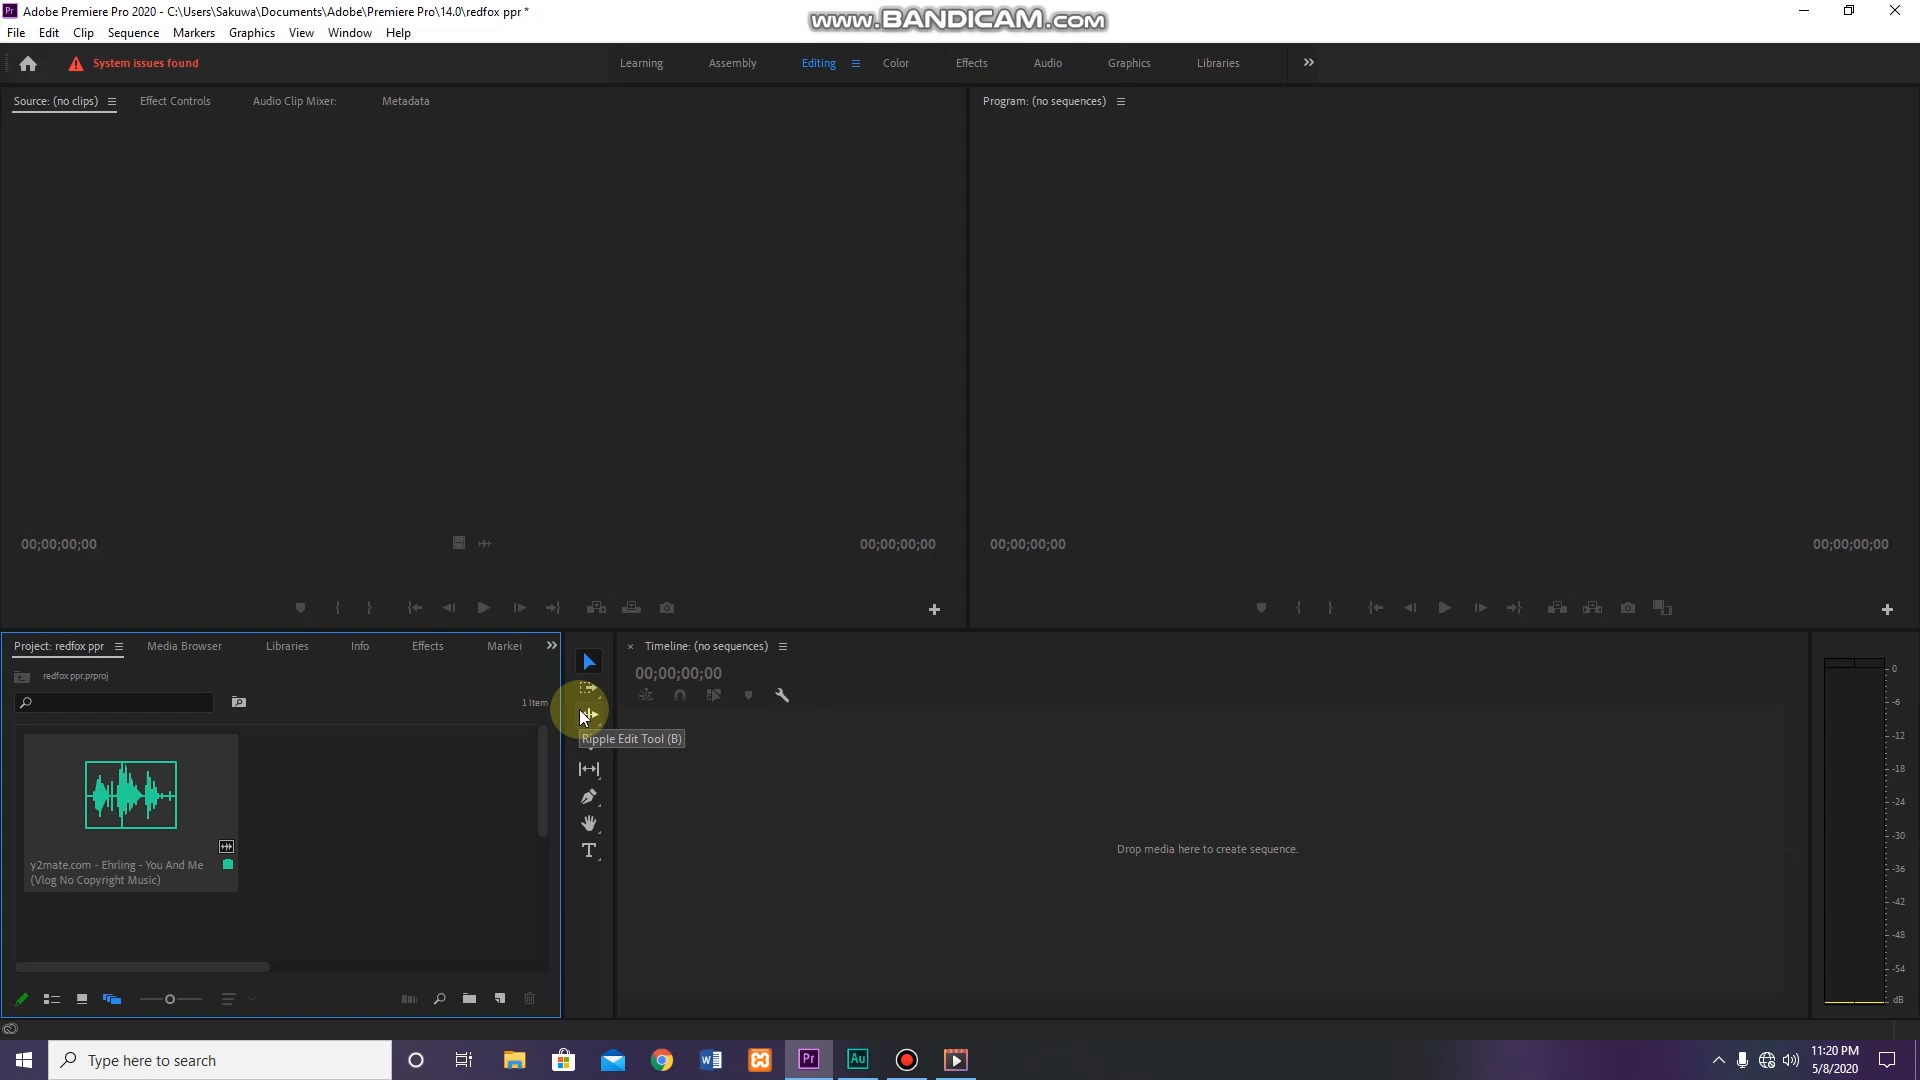 Pr Adobe Premiere Pro 2020 - C:\Users\Sakuwa\Documents\Adobe\Premiere Pro\14.0\redfox ppr *
www.BANDICAM.com
File Edit Clip Sequence Markers Graphics View Window Help
System issues found
Learning Assembly Editing Color Effects Audio Graphics Libraries
Source: (no clips) Effect Controls Audio Clip Mixer: Metadata
Program: (no sequences)
00;00;00;00 00;00;00;00
00;00;00;00 00;00;00;00
Project: redfox ppr Media Browser Libraries Info Effects Marker
redfox ppr.prproj
1 Item
y2mate.com - Ehrling - You And Me
(Vlog No Copyright Music)
Ripple Edit Tool (B)
T
× Timeline: (no sequences)
00;00;00;00
Drop media here to create sequence.
0
-6
-12
-18
-24
-30
-36
-42
-48
-54
dB
Type here to search
Pr
Au
11:20 PM
5/8/2020